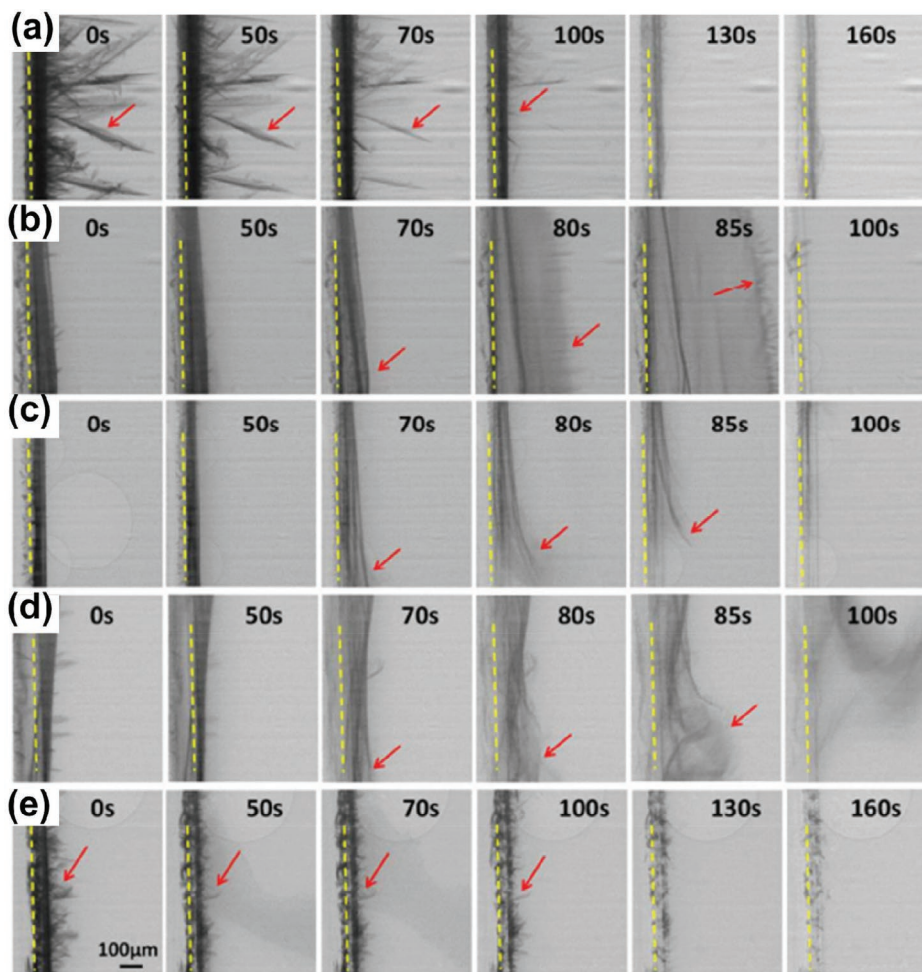 (a) 0s 50s 70s 100s 130s 160s
(b) 0s 50s 70s 80s 85s 100s
(c) 0s 50s 70s 80s 85s 100s
(d) 0s 50s 70s 80s 85s 100s
(e) 0s 50s 70s 100s 130s 160s
100μm